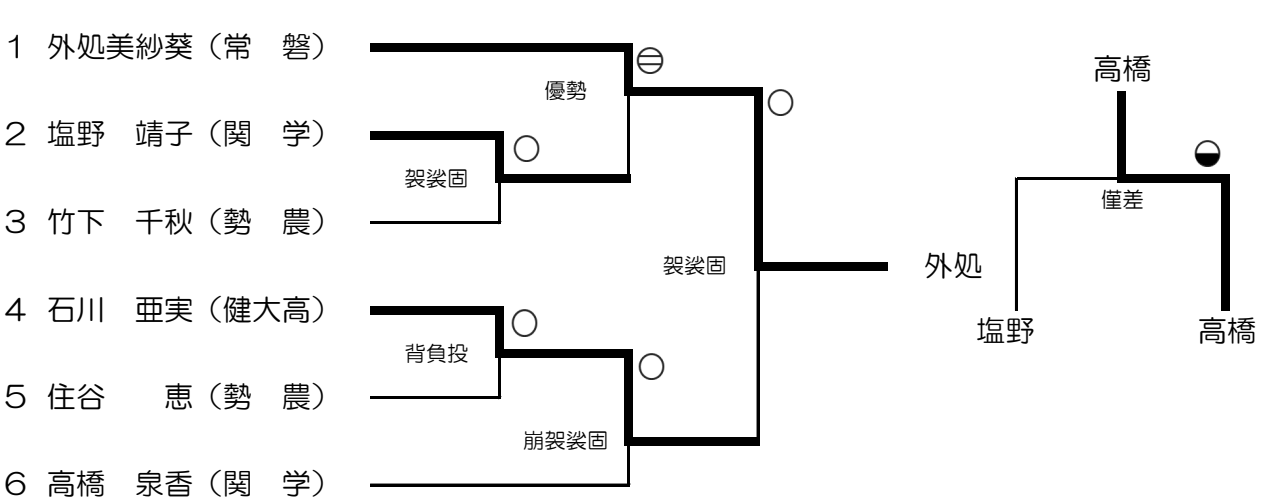 1　外処美紗葵（常　磐）
優勢
2　塩野　靖子（関　学）
袈裟固
3　竹下　千秋（勢　農）
袈裟固
4　石川　亜実（健大高）
背負投
5　住谷　　恵（勢　農）
崩袈裟固
6　高橋　泉香（関　学）
外処
高橋
僅差
塩野
高橋